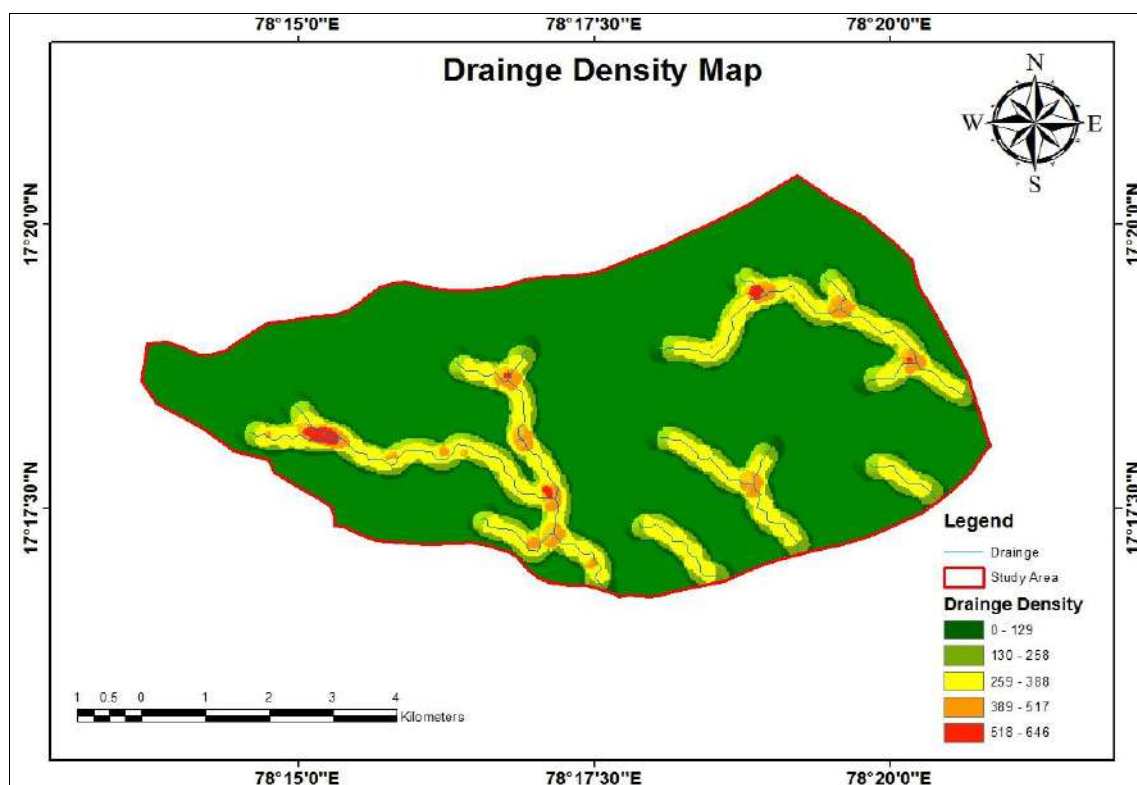 78°15'0"E 78°17'30"E 78°20'0"E
Drainge Density Map
N
W E
S
17°20'0"N 17°20'0"N
17°17'30"N 17°17'30"N
Legend
Drainge
Study Area
Drainge Density
0 - 129
130 - 258
259 - 388
389 - 517
518 - 646
1 0.5 0 1 2 3 4
Kilometers
78°15'0"E 78°17'30"E 78°20'0"E